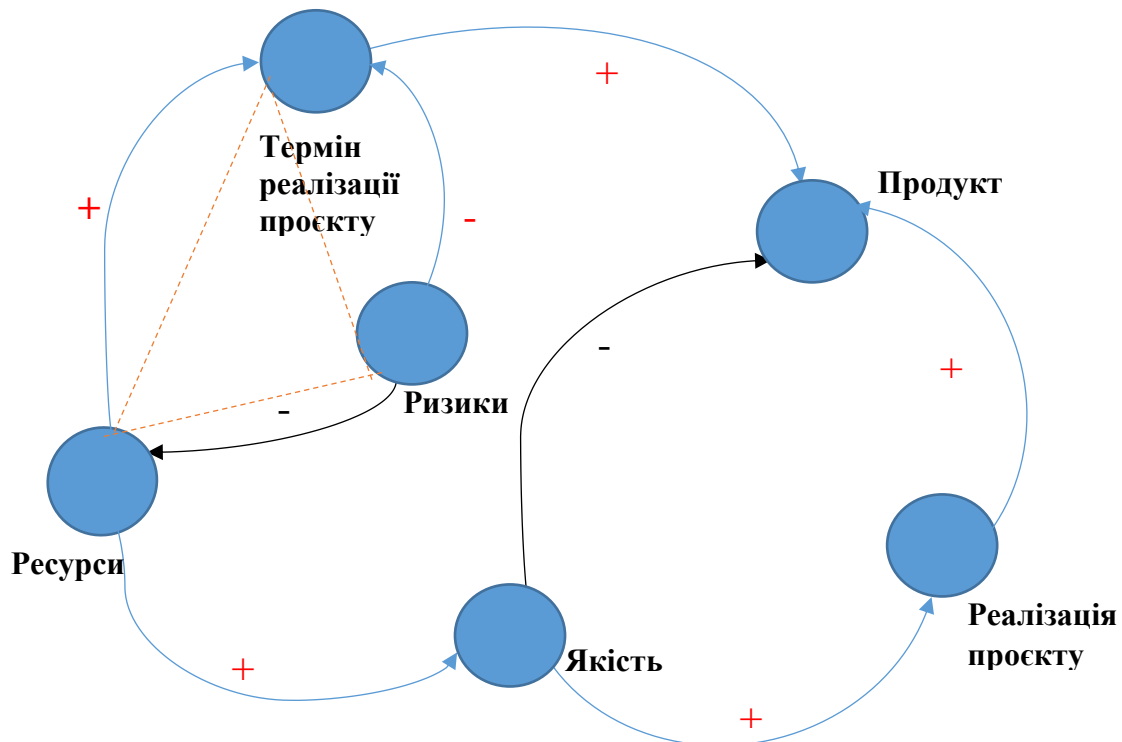 +
Термін
реалізації
проєкту
Продукт
+
-
-
+
Ризики
-
Ресурси
Реалізація
проєкту
Якість
+
+